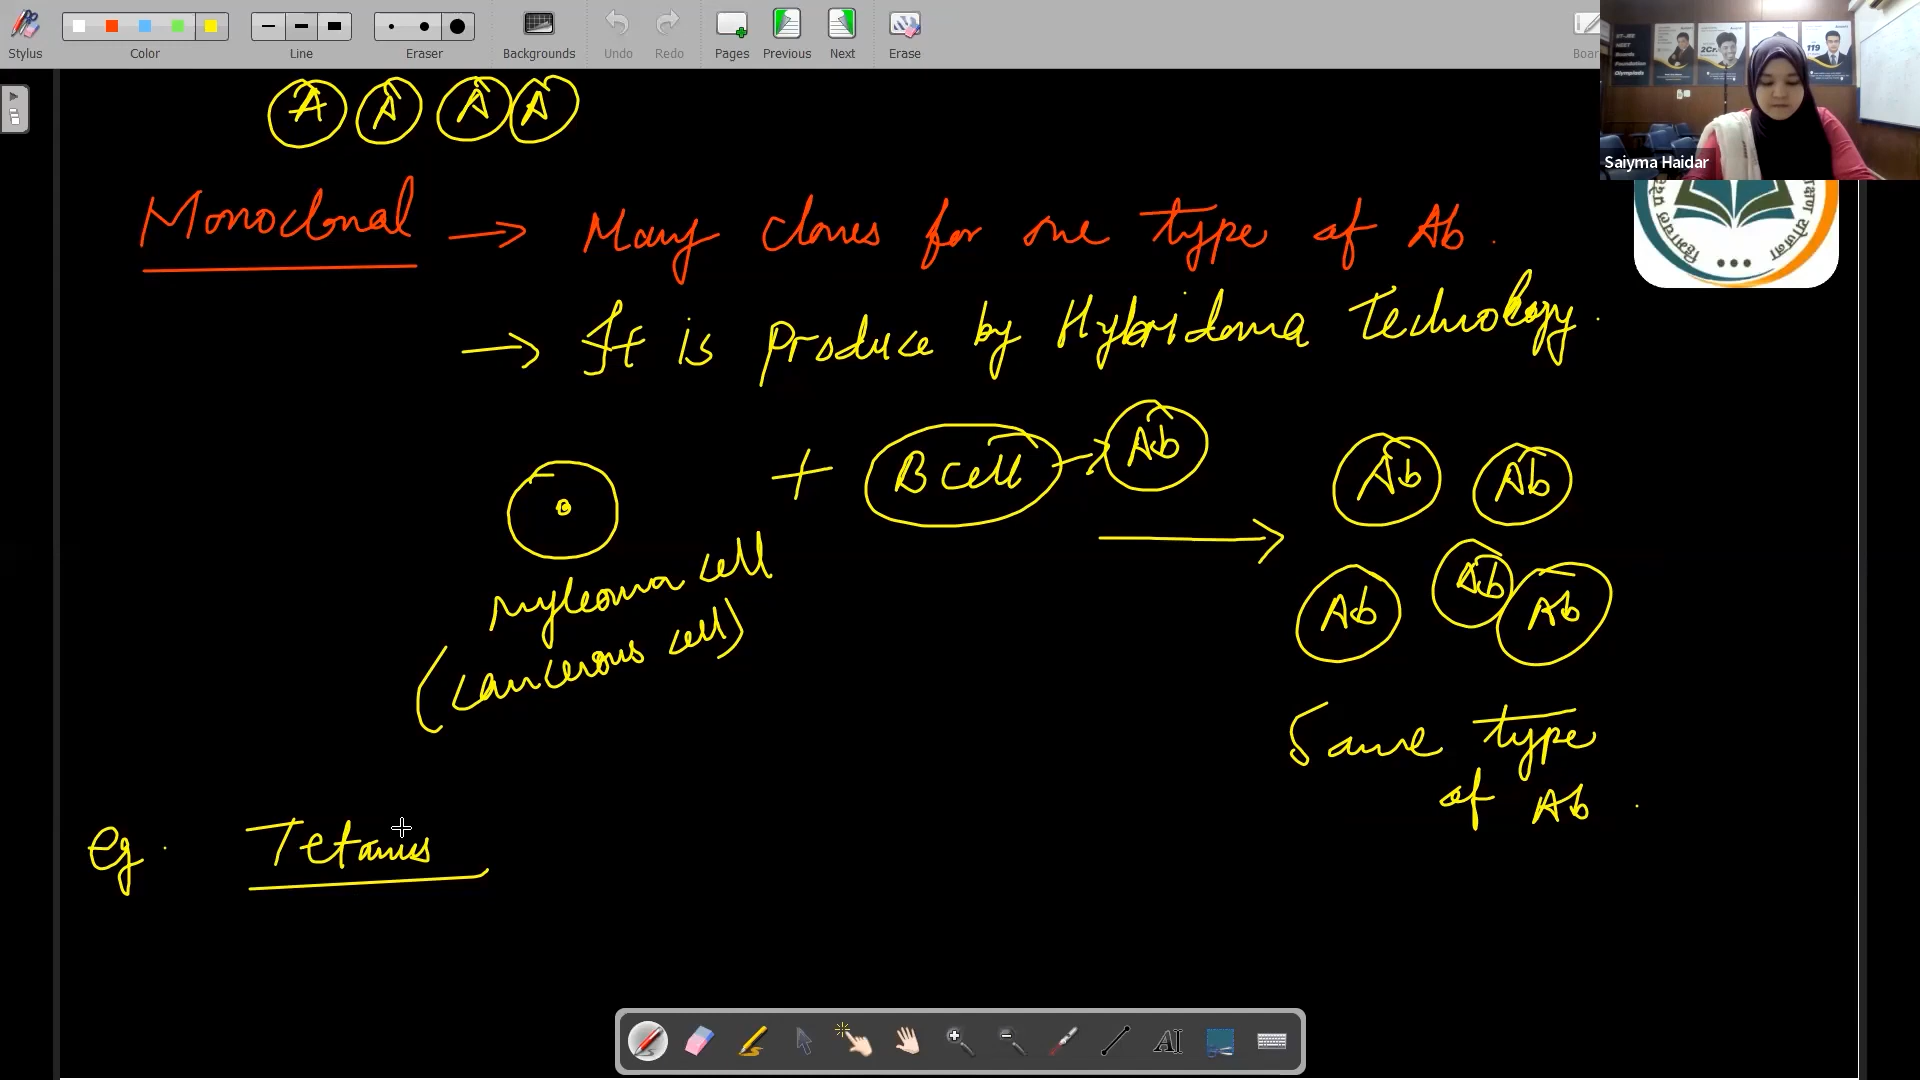 Stylus Color Line Eraser Backgrounds Undo Redo Pages Previous Next Erase Boar
A A A A
Saiyma Haidar
Monoclonal → Many clones for one type of Ab.
→ It is produce by Hybridoma Technology.
+ B cell → Ab
→ Ab Ab
Ab Ab Ab
myleoma cell
(cancerous cell)
Same type
of Ab.
eg. Tetanus